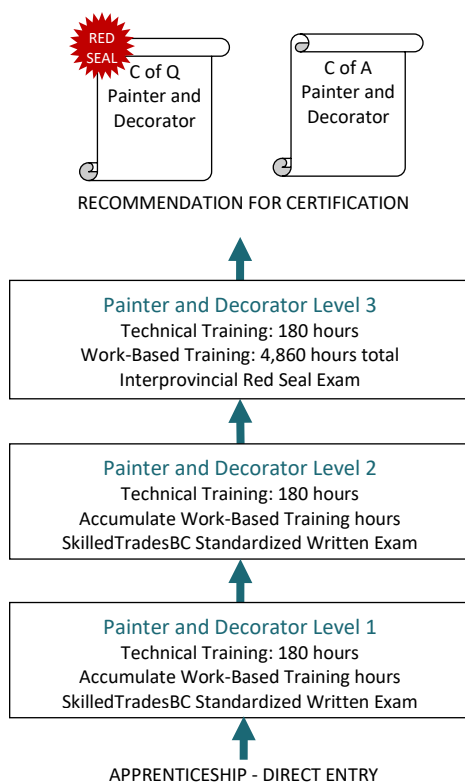 RED
SEAL
C of Q
Painter and
Decorator
C of A
Painter and
Decorator
RECOMMENDATION FOR CERTIFICATION
Painter and Decorator Level 3
Technical Training: 180 hours
Work-Based Training: 4,860 hours total
Interprovincial Red Seal Exam
Painter and Decorator Level 2
Technical Training: 180 hours
Accumulate Work-Based Training hours
SkilledTradesBC Standardized Written Exam
Painter and Decorator Level 1
Technical Training: 180 hours
Accumulate Work-Based Training hours
SkilledTradesBC Standardized Written Exam
APPRENTICESHIP - DIRECT ENTRY